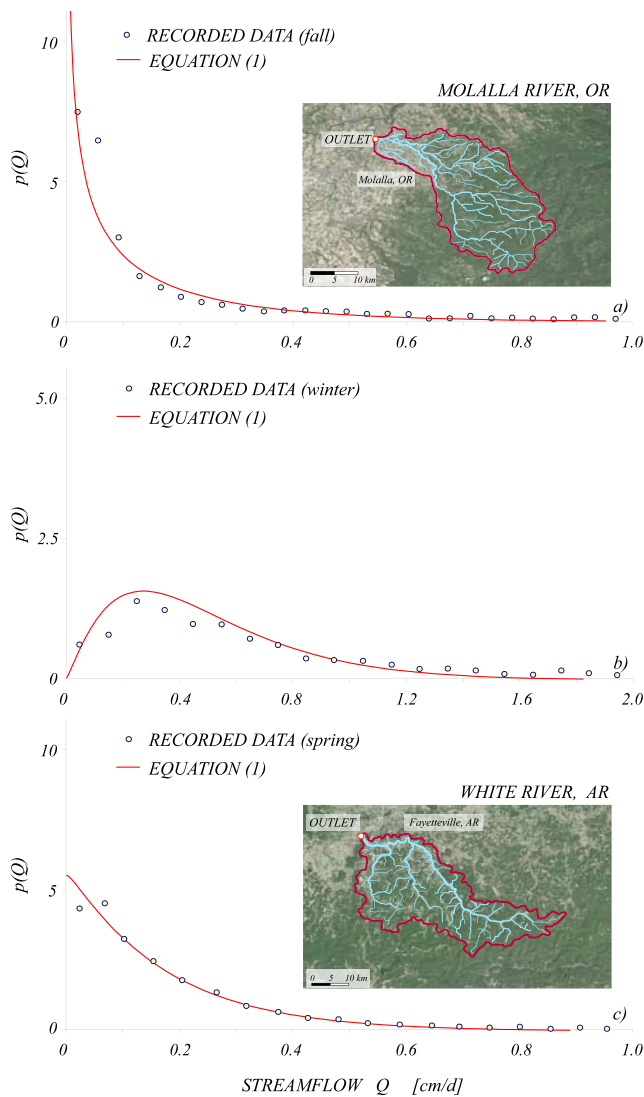 10
RECORDED DATA (fall)
EQUATION (1)
MOLALLA RIVER, OR
OUTLET
Molalla, OR
p(Q)
5
0 5 10 km
0
a)
0 0.2 0.4 0.6 0.8 1.0
RECORDED DATA (winter)
5.0
EQUATION (1)
p(Q)
2.5
0
b)
0 0.4 0.8 1.2 1.6 2.0
RECORDED DATA (spring)
10
EQUATION (1)
WHITE RIVER, AR
OUTLET
Fayetteville, AR
p(Q)
5
0 5 10 km
0
c)
0 0.2 0.4 0.6 0.8 1.0
STREAMFLOW Q [cm/d]